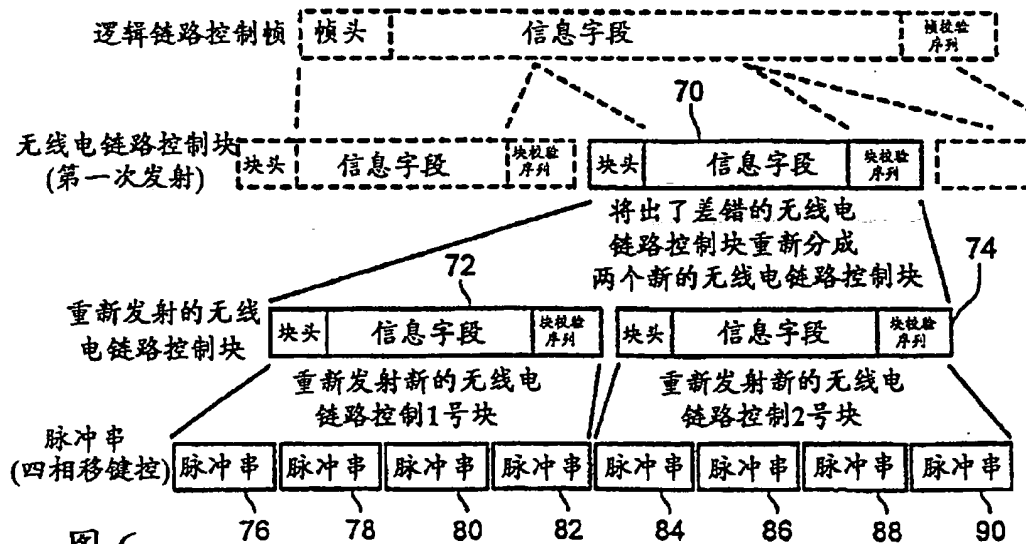 逻辑链路控制帧 帧头 信息字段 帧校验
序列
70
无线电链路控制块
(第一次发射)
块头 信息字段 块校验
序列
块头 信息字段 块校验
序列
将出了差错的无线电
链路控制块重新分成
两个新的无线电链路控制块
72
74
重新发射的无线
电链路控制块
块头 信息字段 块校验
序列
块头 信息字段 块校验
序列
重新发射新的无线电
链路控制1号块
重新发射新的无线电
链路控制2号块
脉冲串
(四相移键控)
脉冲串 脉冲串 脉冲串 脉冲串 脉冲串 脉冲串 脉冲串 脉冲串
76 78 80 82 84 86 88 90
图6